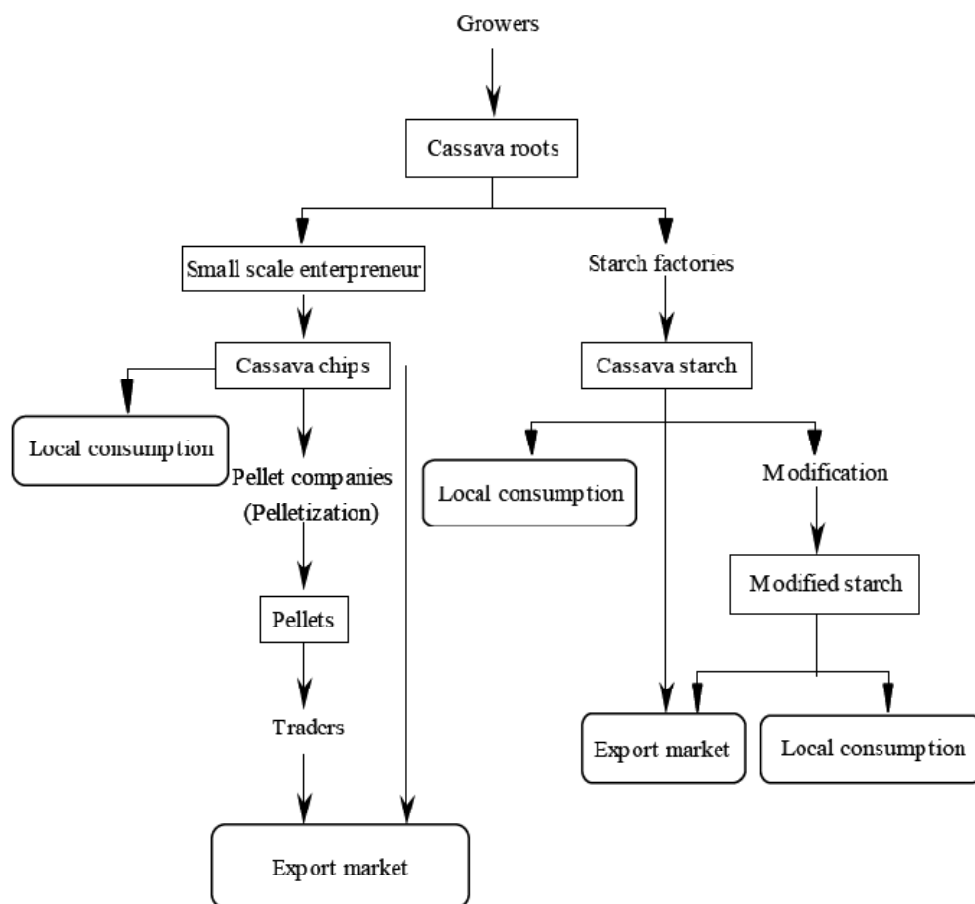 Growers
Cassava roots
Small scale enterpreneur
Starch factories
Cassava chips
Cassava starch
Local consumption
Pellet companies
(Pelletization)
Local consumption
Modification
Modified starch
Pellets
Traders
Export market
Local consumption
Export market